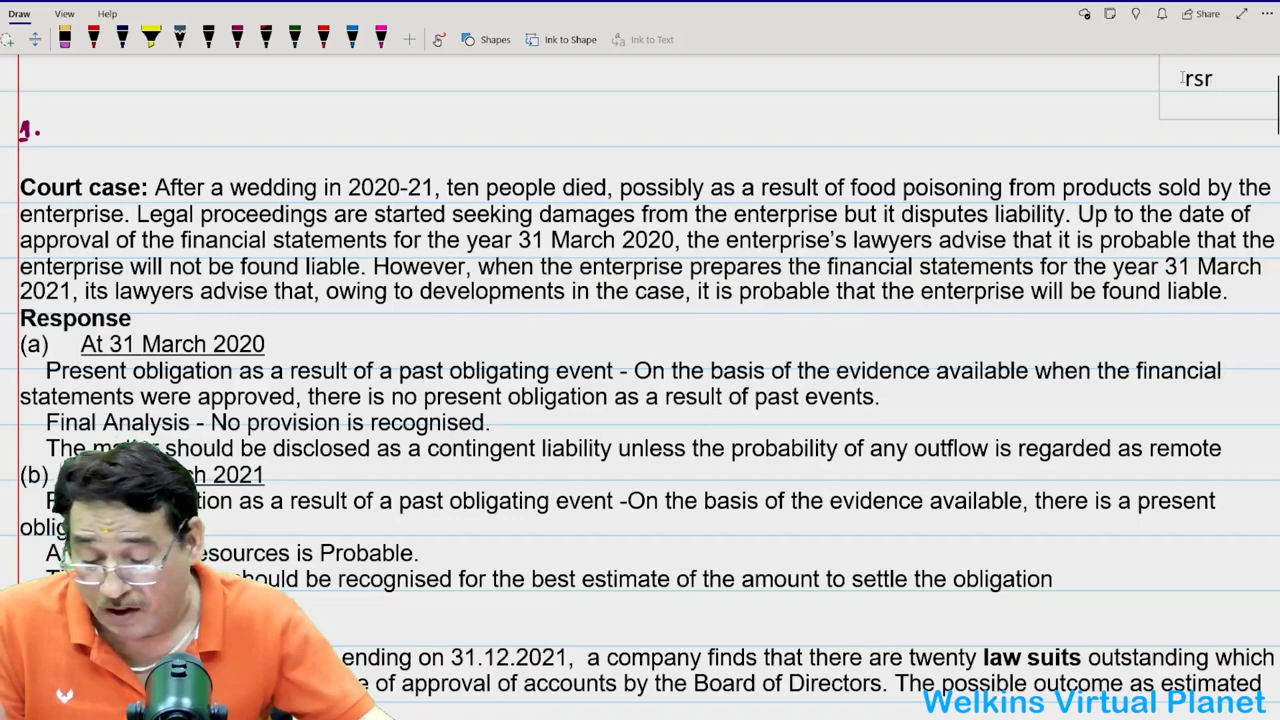 Draw View Help
Share
Shapes Ink to Shape Ink to Text
rsr
1.
Court case: After a wedding in 2020-21, ten people died, possibly as a result of food poisoning from products sold by the
enterprise. Legal proceedings are started seeking damages from the enterprise but it disputes liability. Up to the date of
approval of the financial statements for the year 31 March 2020, the enterprise's lawyers advise that it is probable that the
enterprise will not be found liable. However, when the enterprise prepares the financial statements for the year 31 March
2021, its lawyers advise that, owing to developments in the case, it is probable that the enterprise will be found liable.
Response
(a) At 31 March 2020
Present obligation as a result of a past obligating event - On the basis of the evidence available when the financial
statements were approved, there is no present obligation as a result of past events.
Final Analysis - No provision is recognised.
The matter should be disclosed as a contingent liability unless the probability of any outflow is regarded as remote
(b) 2021
as a result of a past obligating event -On the basis of the evidence available, there is a present
is Probable.
should be recognised for the best estimate of the amount to settle the obligation
ending on 31.12.2021, a company finds that there are twenty law suits outstanding which
of approval of accounts by the Board of Directors. The possible outcome as estimated
Welkins Virtual Planet